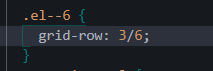 .el--6 {
  grid-row: 3/6;
}